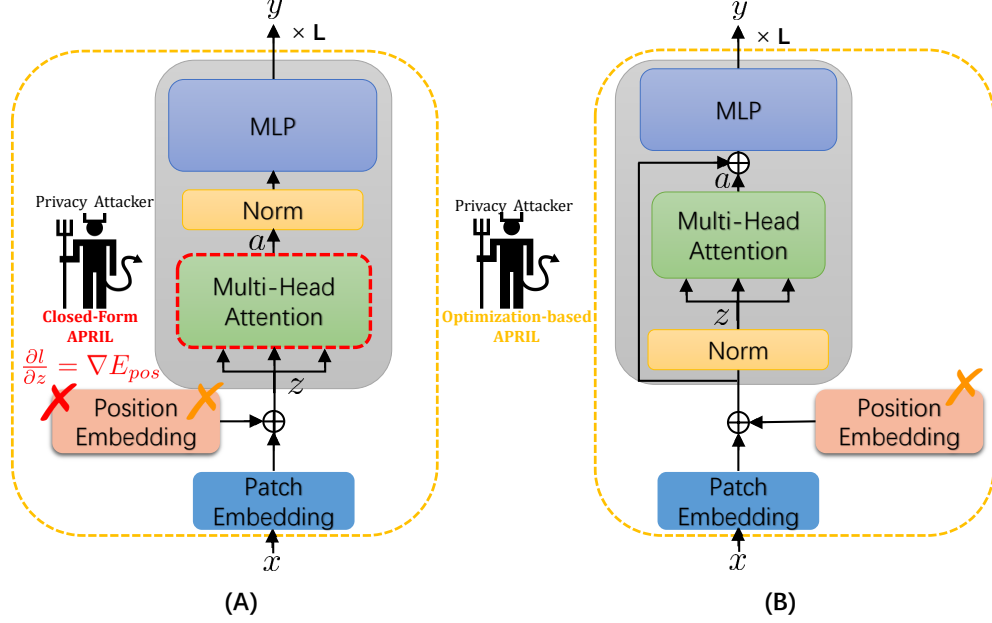 y
× L
MLP
Norm
a
Multi-Head
Attention
z
Privacy Attacker
Closed-Form
APRIL
∂l/∂z = ∇E_pos
Position
Embedding
Patch
Embedding
x
(A)
y
× L
MLP
a
Multi-Head
Attention
z
Norm
Privacy Attacker
Optimization-based
APRIL
Position
Embedding
Patch
Embedding
x
(B)